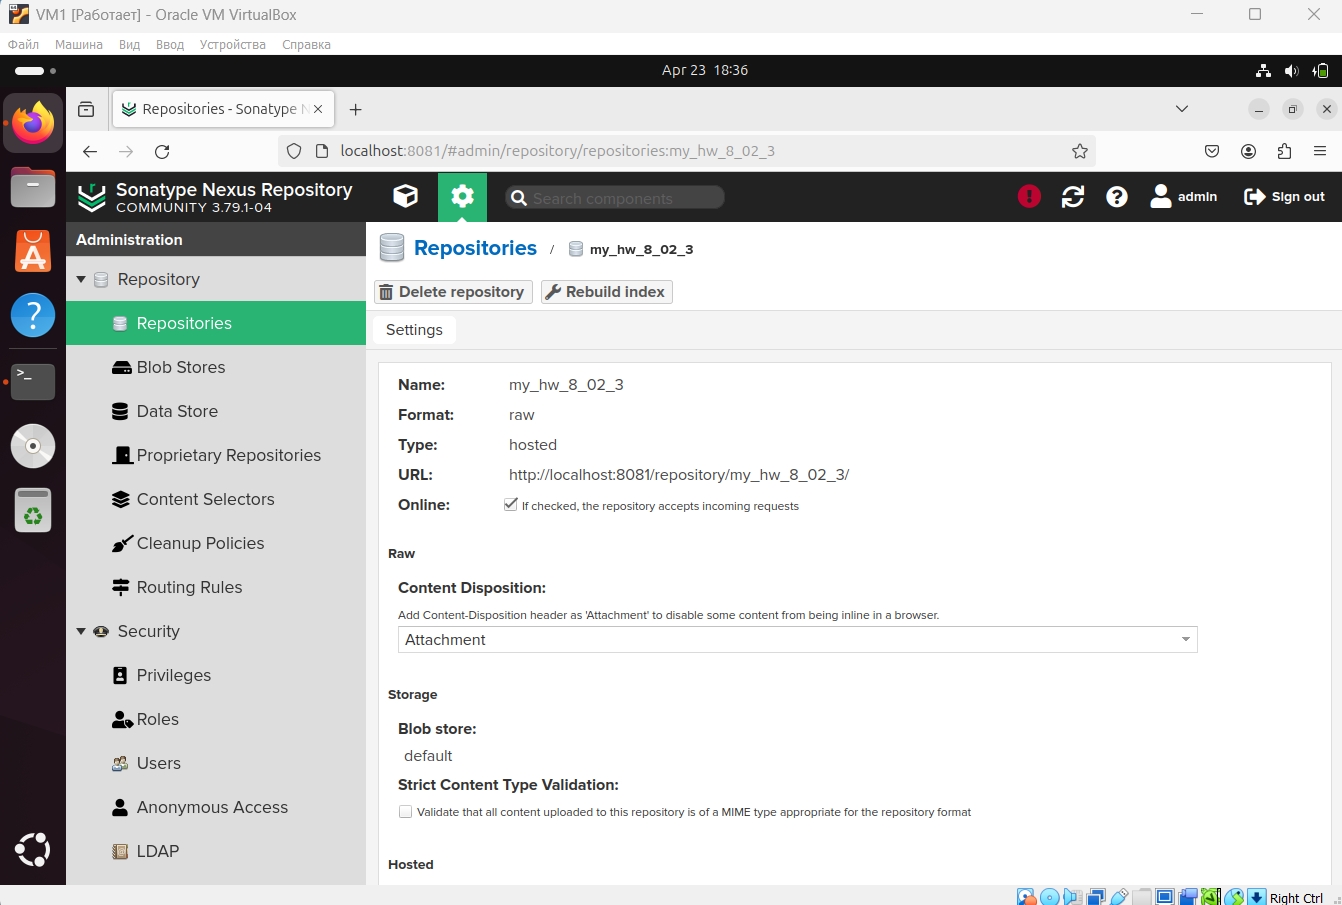 VM1 [Работает] - Oracle VM VirtualBox
Файл Машина Вид Ввод Устройства Справка
Apr 23 18:36
Repositories - Sonatype N
localhost:8081/#admin/repository/repositories:my_hw_8_02_3
Sonatype Nexus Repository
COMMUNITY 3.79.1-04
Search components
admin
Sign out
Administration
Repository
Repositories
Blob Stores
Data Store
Proprietary Repositories
Content Selectors
Cleanup Policies
Routing Rules
Security
Privileges
Roles
Users
Anonymous Access
LDAP
Repositories / my_hw_8_02_3
Delete repository Rebuild index
Settings
Name: my_hw_8_02_3
Format: raw
Type: hosted
URL: http://localhost:8081/repository/my_hw_8_02_3/
Online: If checked, the repository accepts incoming requests
Raw
Content Disposition:
Add Content-Disposition header as 'Attachment' to disable some content from being inline in a browser.
Attachment
Storage
Blob store:
default
Strict Content Type Validation:
Validate that all content uploaded to this repository is of a MIME type appropriate for the repository format
Hosted
Right Ctrl